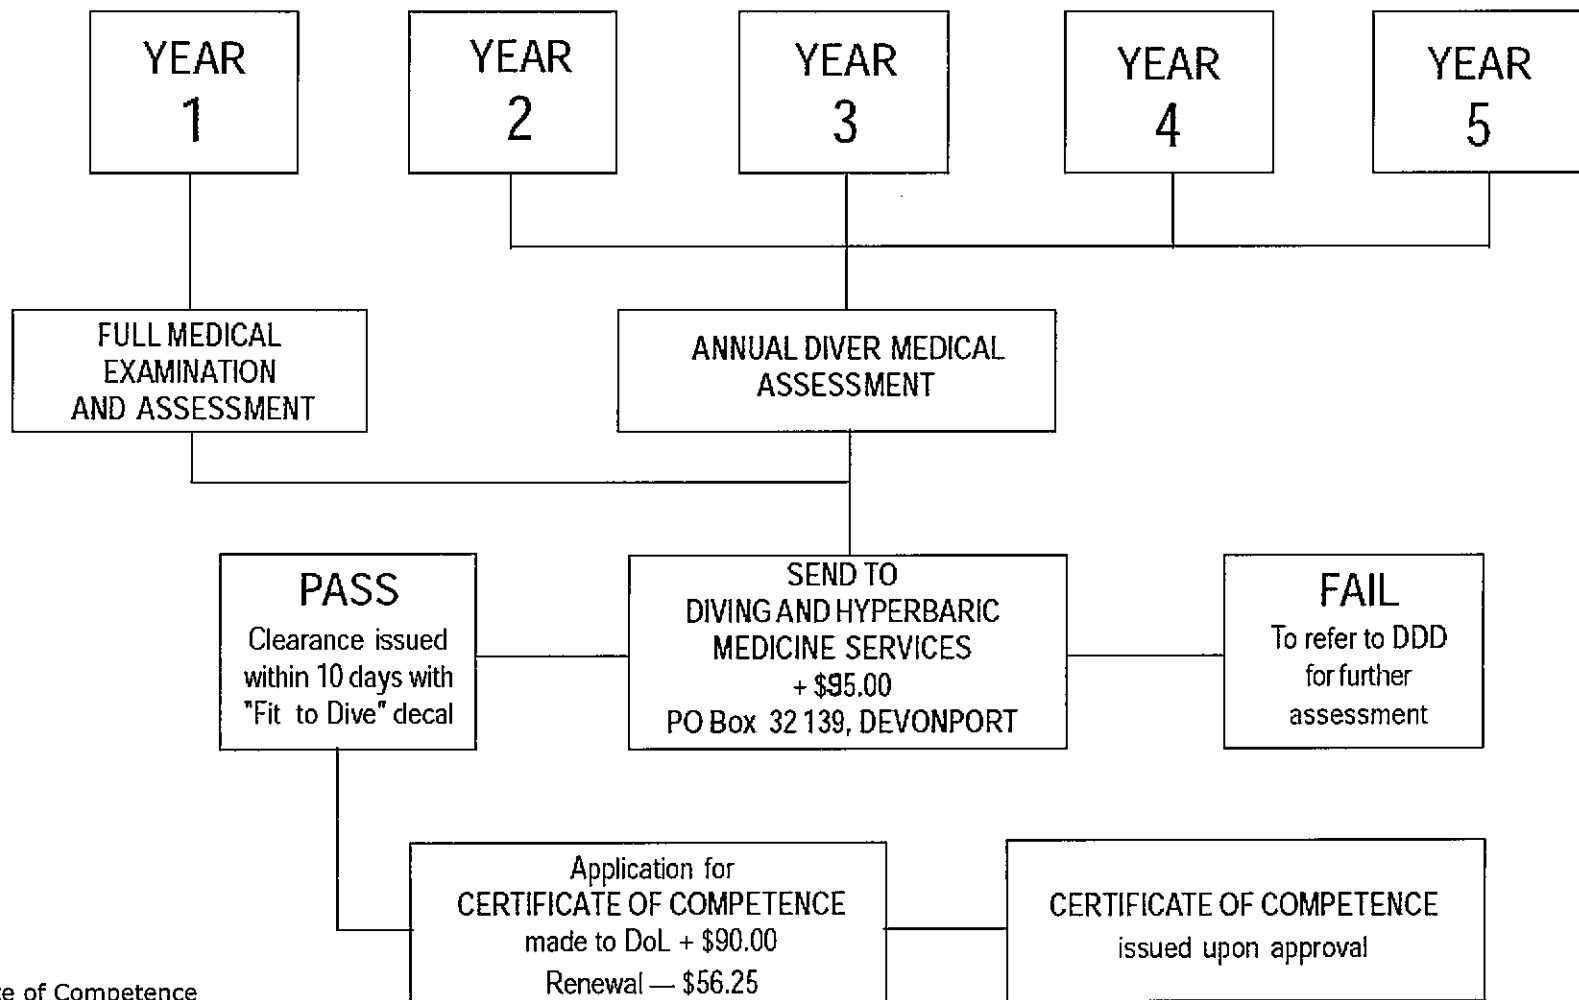 YEAR
1
YEAR
2
YEAR
3
YEAR
4
YEAR
5
FULL MEDICAL
EXAMINATION
AND ASSESSMENT
ANNUAL DIVER MEDICAL
ASSESSMENT
PASS
Clearance issued
within 10 days with
"Fit to Dive" decal
SEND TO
DIVING AND HYPERBARIC
MEDICINE SERVICES
+ $95.00
PO Box 32 139, DEVONPORT
FAIL
To refer to DDD
for further
assessment
Application for
CERTIFICATE OF COMPETENCE
made to DoL + $90.00
Renewal — $56.25
CERTIFICATE OF COMPETENCE
issued upon approval
of Competence